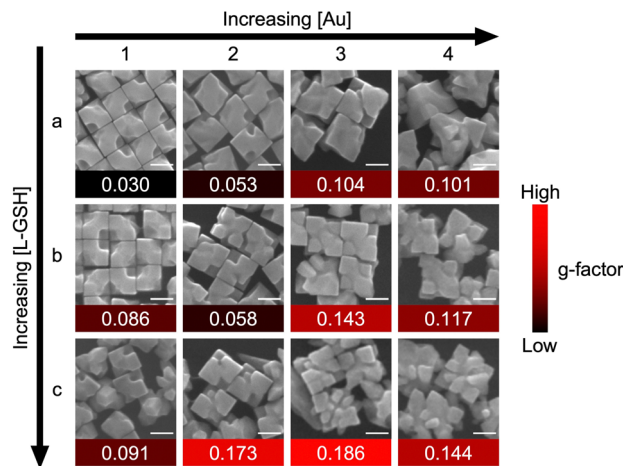 Increasing [Au]
1 2 3 4
a
0.030 0.053 0.104 0.101
Increasing [L-GSH]
b
0.086 0.058 0.143 0.117
c
0.091 0.173 0.186 0.144
High
g-factor
Low